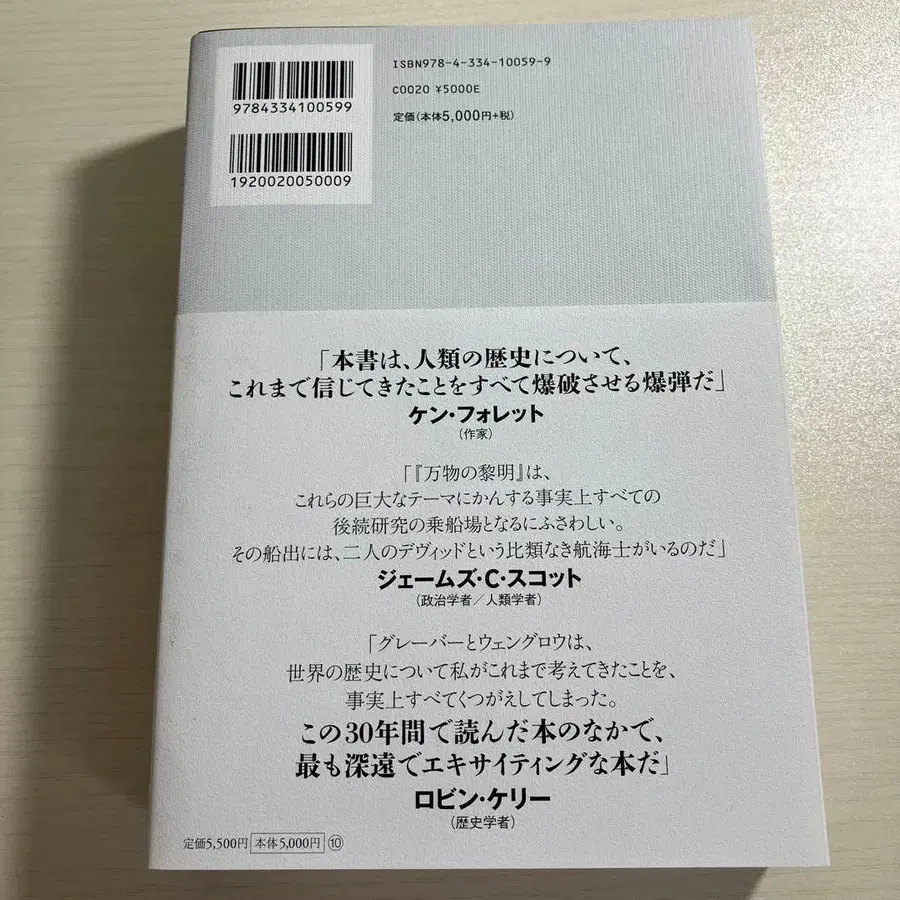 ISBN978-4-334-10059-9
9784334100599
C0020 ¥5000E
定価(本体5,000円+税)
1920020050009
「本書は、人類の歴史について、
これまで信じてきたことをすべて爆破させる爆弾だ」
ケン・フォレット
(作家)
「『万物の黎明』は、
これらの巨大なテーマにかんする事実上すべての
後続研究の乗船場となるにふさわしい。
その船出には、二人のデヴィッドという比類なき航海士がいるのだ」
ジェームズ・C・スコット
(政治学者/人類学者)
「グレーバーとウェングロウは、
世界の歴史について私がこれまで考えてきたことを、
事実上すべてくつがえしてしまった。
この30年間で読んだ本のなかで、
最も深遠でエキサイティングな本だ」
ロビン・ケリー
(歴史学者)
定価5,500円 本体5,000円 ⑩